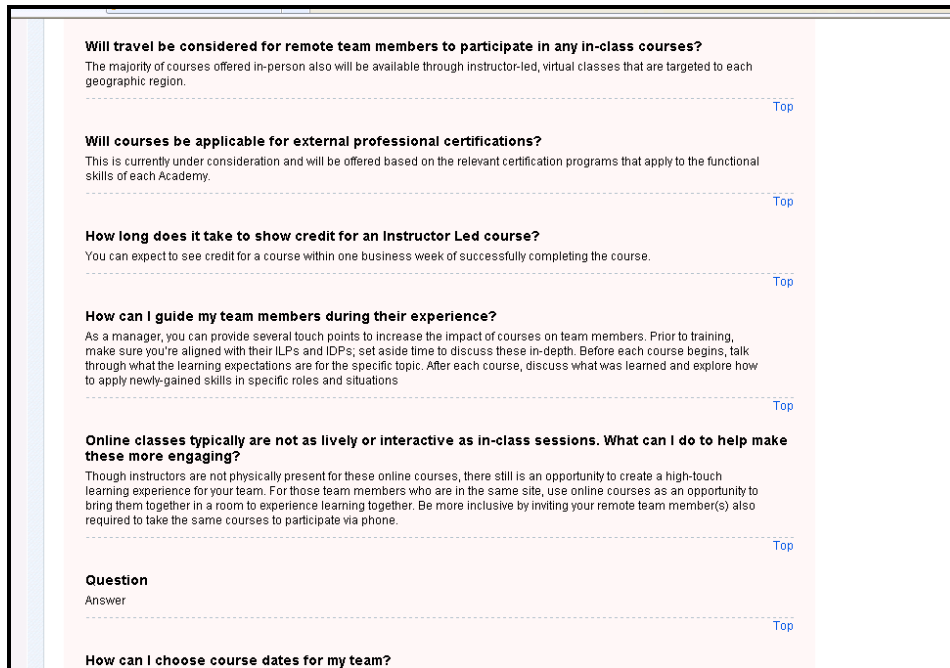 Will travel be considered for remote team members to participate in any in-class courses?
The majority of courses offered in-person also will be available through instructor-led, virtual classes that are targeted to each
geographic region.
Top
Will courses be applicable for external professional certifications?
This is currently under consideration and will be offered based on the relevant certification programs that apply to the functional
skills of each Academy.
Top
How long does it take to show credit for an Instructor Led course?
You can expect to see credit for a course within one business week of successfully completing the course.
Top
How can I guide my team members during their experience?
As a manager, you can provide several touch points to increase the impact of courses on team members. Prior to training,
make sure you're aligned with their ILPs and IDPs; set aside time to discuss these in-depth. Before each course begins, talk
through what the learning expectations are for the specific topic. After each course, discuss what was learned and explore how
to apply newly-gained skills in specific roles and situations
Top
Online classes typically are not as lively or interactive as in-class sessions. What can I do to help make
these more engaging?
Though instructors are not physically present for these online courses, there still is an opportunity to create a high-touch
learning experience for your team. For those team members who are in the same site, use online courses as an opportunity to
bring them together in a room to experience learning together. Be more inclusive by inviting your remote team member(s) also
required to take the same courses to participate via phone.
Top
Question
Answer
Top
How can I choose course dates for my team?